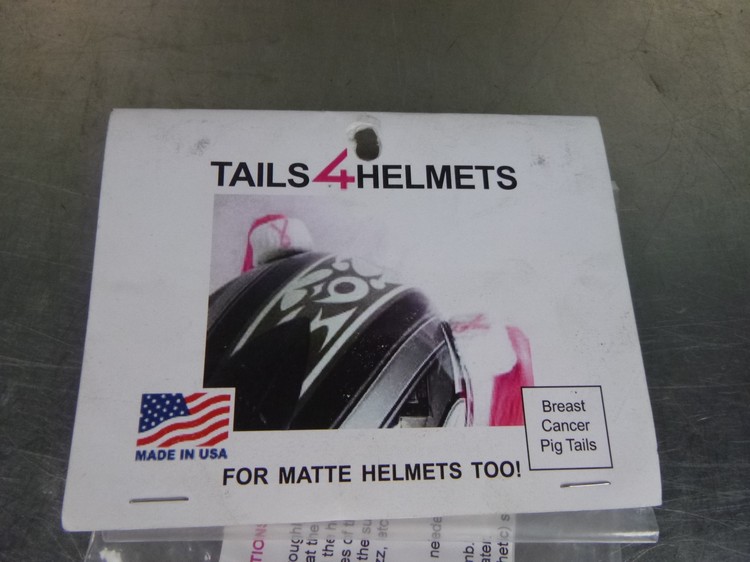 TAILS4HELMETS
MADE IN USA
Breast
Cancer
Pig Tails
FOR MATTE HELMETS TOO!